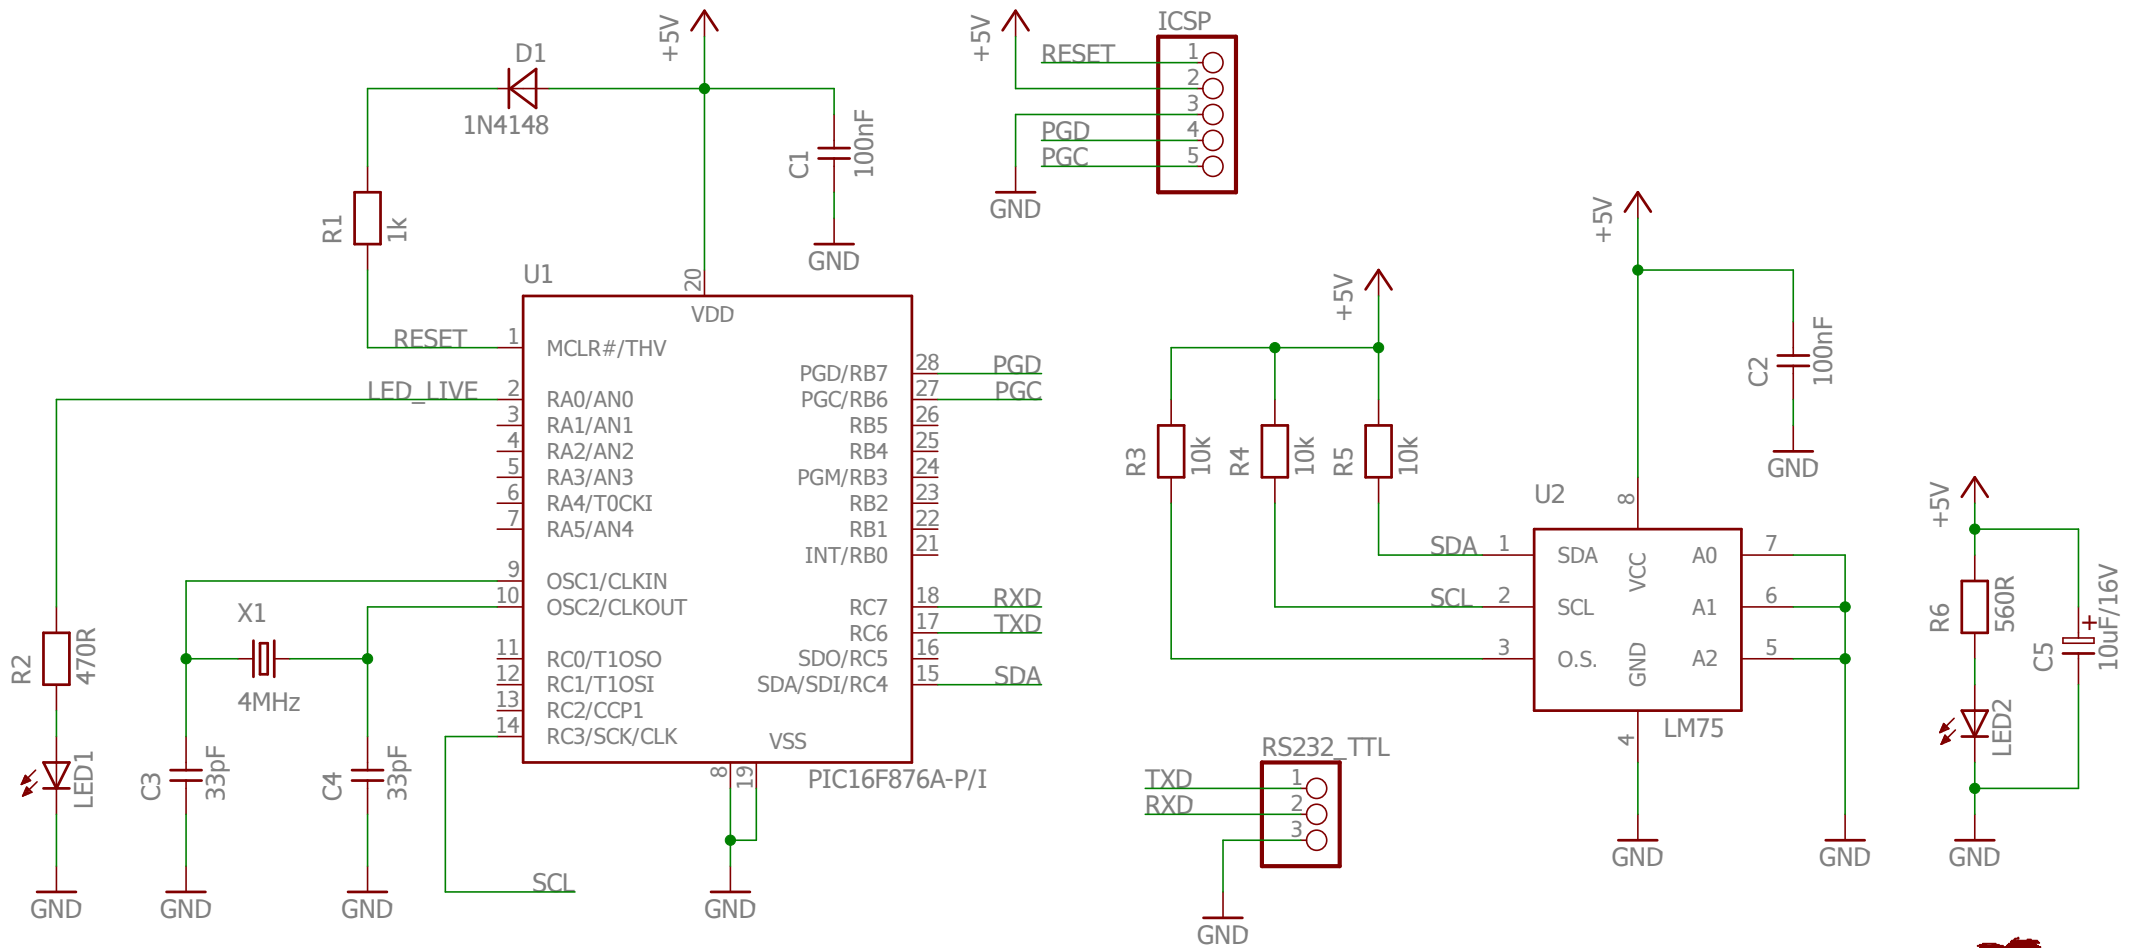 +5V
D1
1N4148
R1
1k
C1
100nF
GND
+5V
GND
ICSP
RESET 1
2
3
PGD 4
PGC 5
U1
20
VDD
RESET 1 MCLR#/THV
LED_LIVE 2 RA0/AN0
3 RA1/AN1
4 RA2/AN2
5 RA3/AN3
6 RA4/T0CKI
7 RA5/AN4
9 OSC1/CLKIN
10 OSC2/CLKOUT
11 RC0/T1OSO
12 RC1/T1OSI
13 RC2/CCP1
14 RC3/SCK/CLK
PGD/RB7 28 PGD
PGC/RB6 27 PGC
RB5 26
RB4 25
PGM/RB3 24
RB2 23
RB1 22
INT/RB0 21
RC7 18 RXD
RC6 17 TXD
SDO/RC5 16
SDA/SDI/RC4 15 SDA
VSS
8
19
PIC16F876A-P/I
GND
SCL
R2
470R
LED1
GND
X1
4MHz
C3
33pF
GND
C4
33pF
GND
+5V
R3
10k
R4
10k
R5
10k
+5V
C2
100nF
GND
U2
8
SDA 1 SDA
SCL 2 SCL
3 O.S.
VCC
GND
A0 7
A1 6
A2 5
LM75
4
GND
GND
RS232_TTL
TXD 1
RXD 2
3
GND
+5V
R6
560R
LED2
C5
+
10uF/16V
GND